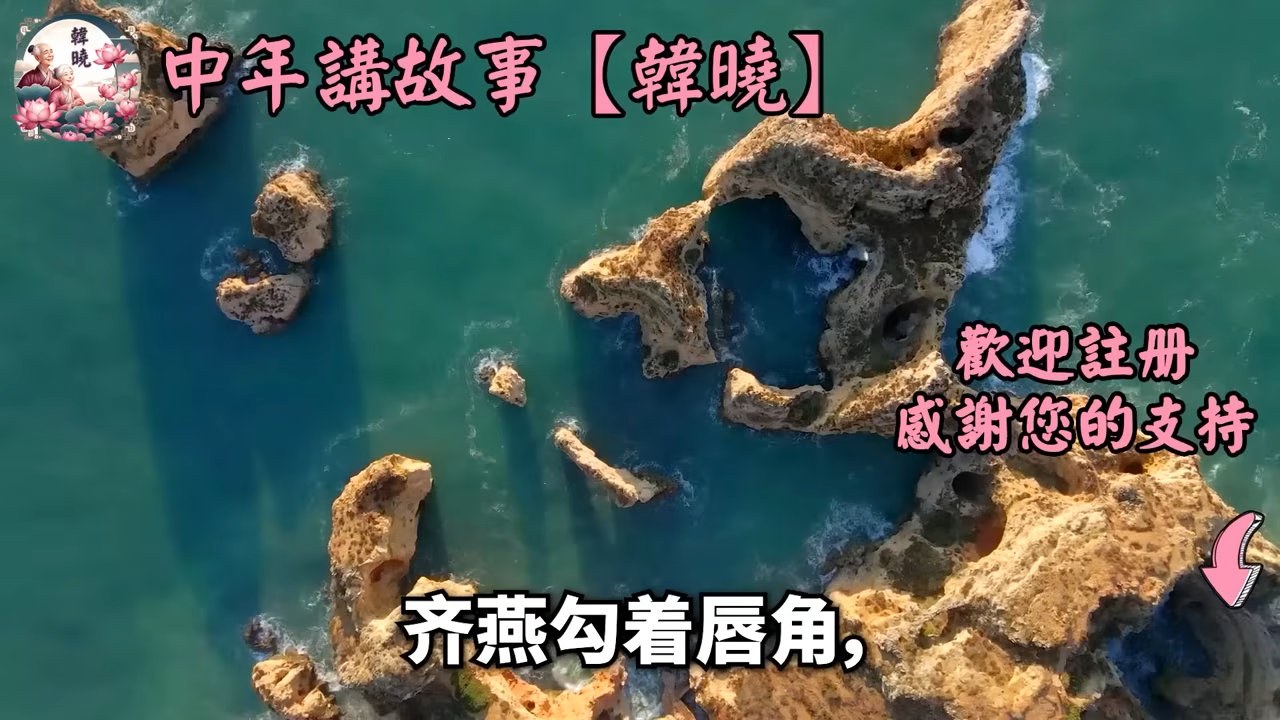 韓
曉
中年講故事【韓曉】
歡迎註册
感謝您的支持
齐燕勾着唇角,